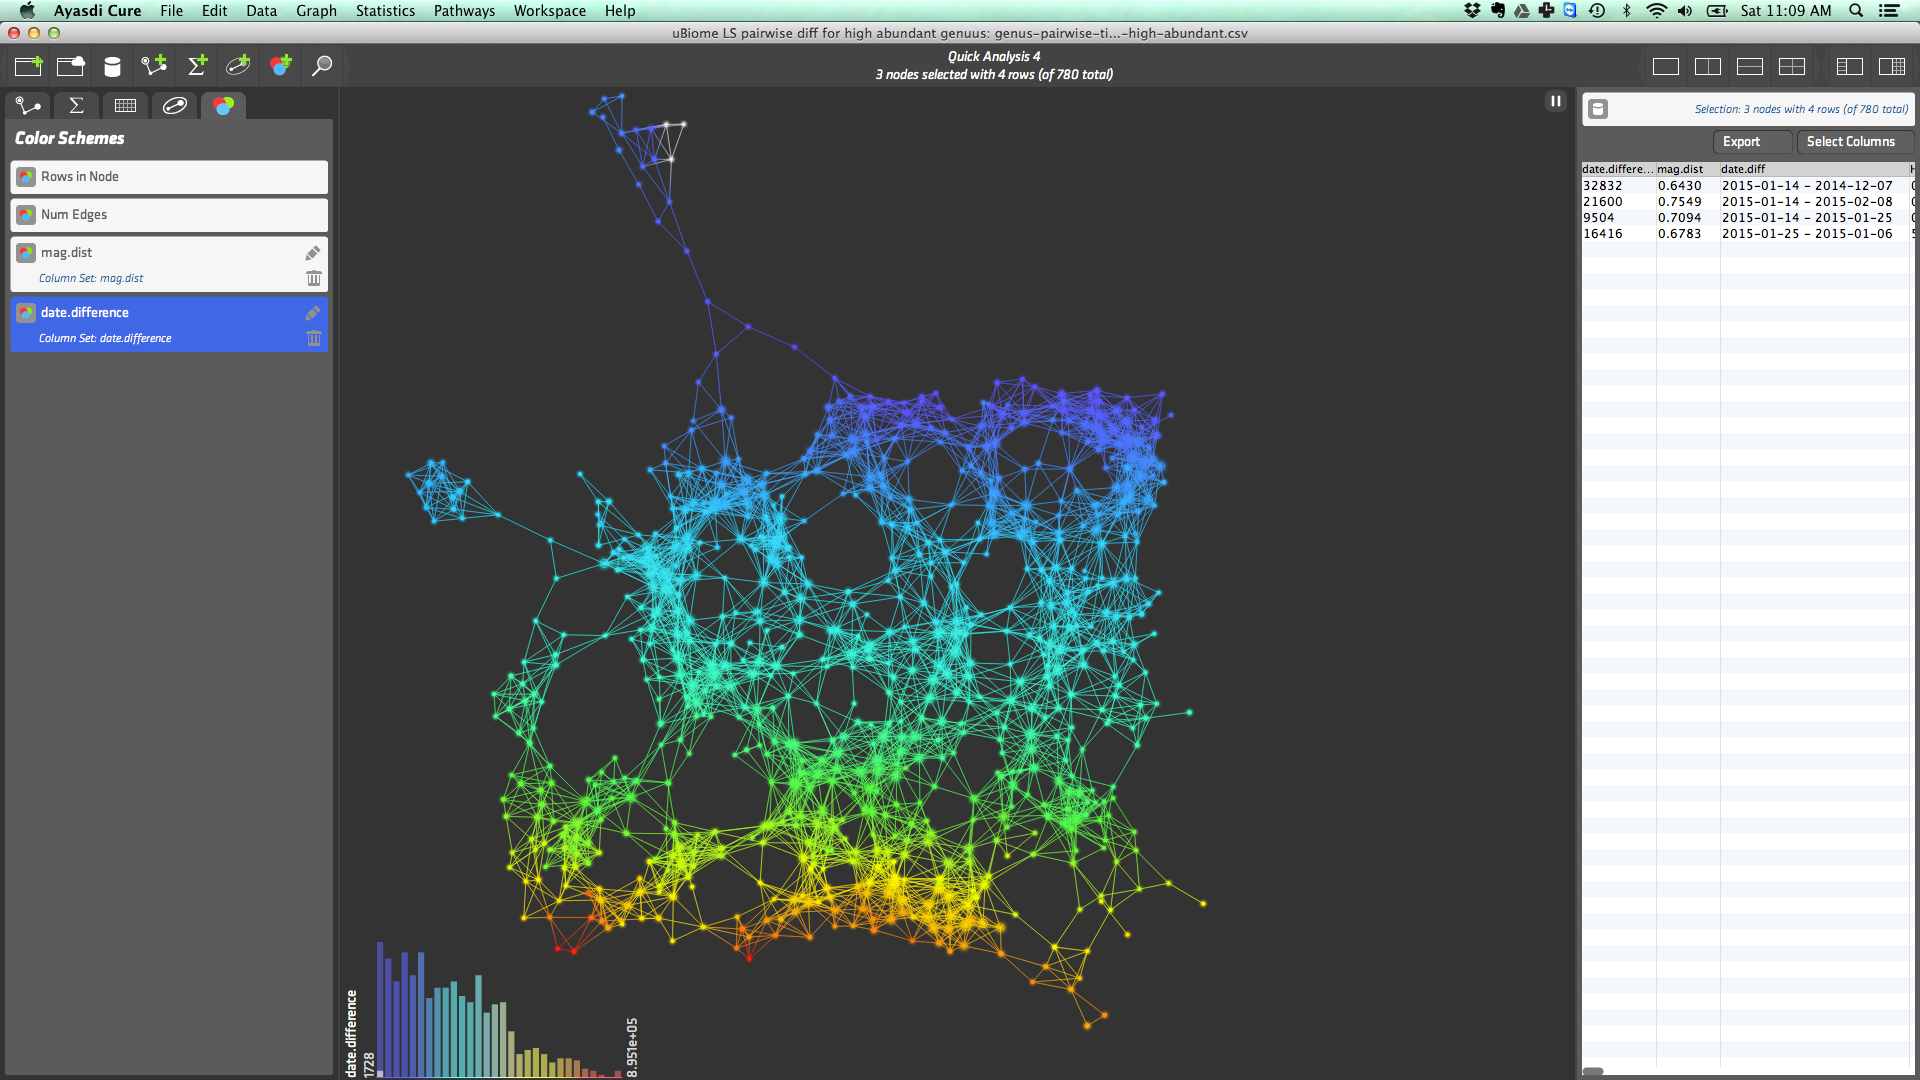 Ayasdi Cure File Edit Data Graph Statistics Pathways Workspace Help Sat 11:09 AM
uBiome LS pairwise diff for high abundant genuus: genus-pairwise-ti...-high-abundant.csv
Quick Analysis 4
3 nodes selected with 4 rows (of 780 total)
Color Schemes
Rows in Node
Num Edges
mag.dist
Column Set: mag.dist
date.difference
Column Set: date.difference
date.difference
1728
8.951e+05
Selection: 3 nodes with 4 rows (of 780 total)
Export Select Columns
date.differe... mag.dist date.diff
32832 0.6430 2015-01-14 - 2014-12-07
21600 0.7549 2015-01-14 - 2015-02-08
9504 0.7094 2015-01-14 - 2015-01-25
16416 0.6783 2015-01-25 - 2015-01-06